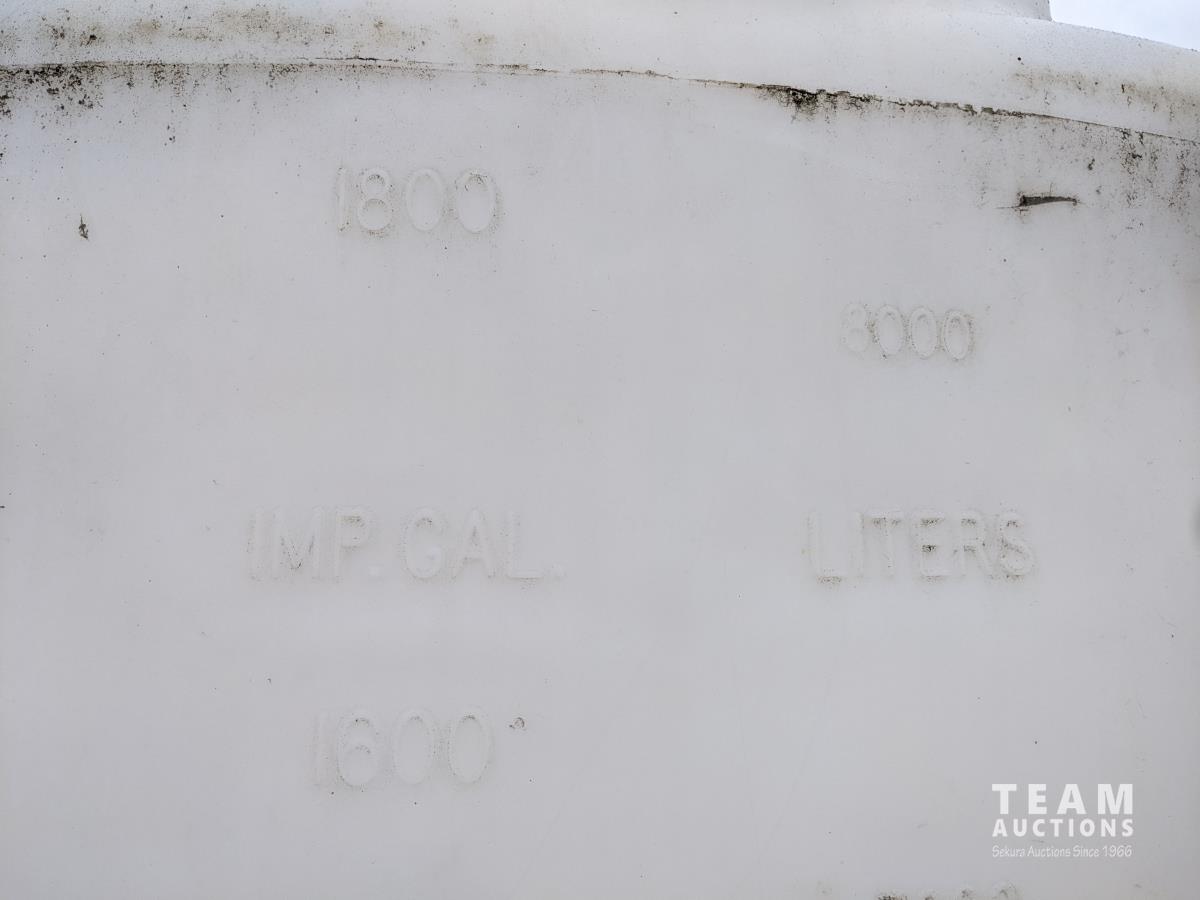 1800
8000
IMP. GAL.
LITERS
1600
TEAM
AUCTIONS
Sekura Auctions Since 1966